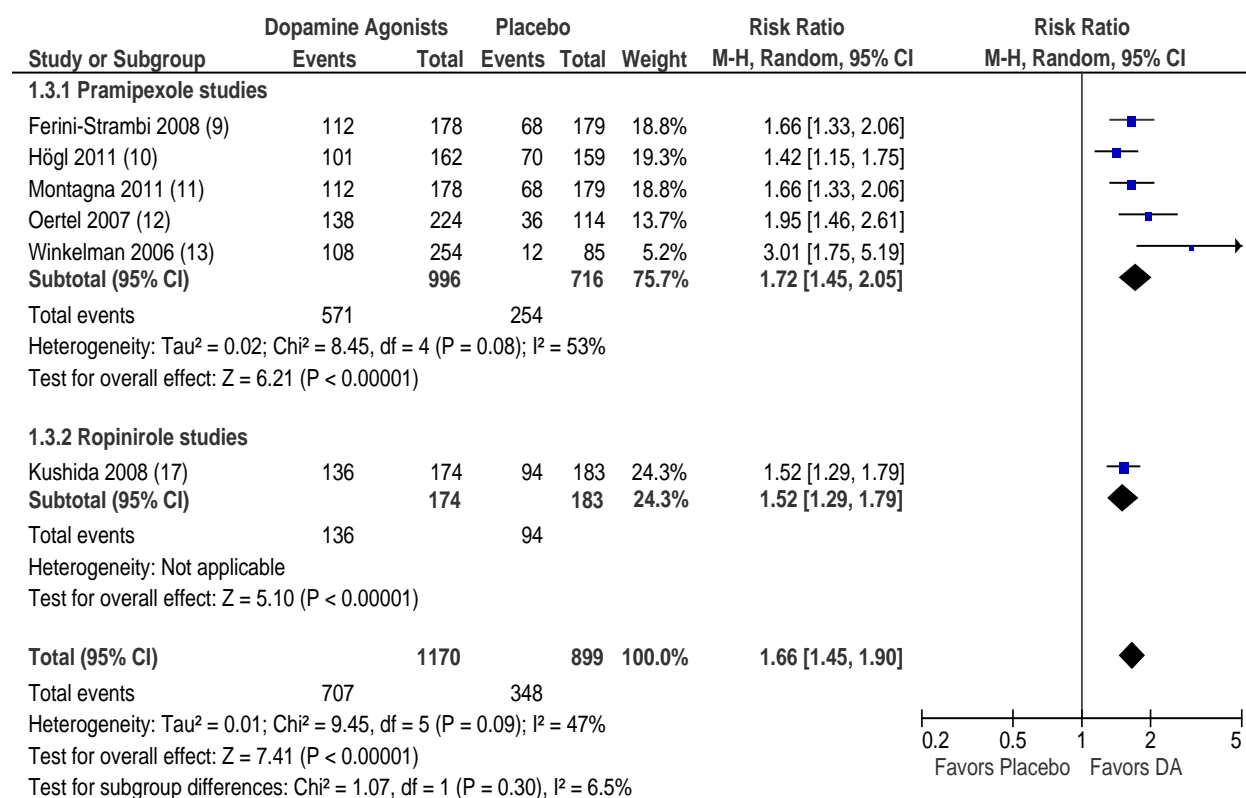 Dopamine Agonists Placebo Risk Ratio Risk Ratio
Study or Subgroup Events Total Events Total Weight M-H, Random, 95% CI M-H, Random, 95% CI
1.3.1 Pramipexole studies
Ferini-Strambi 2008 (9) 112 178 68 179 18.8% 1.66 [1.33, 2.06]
Högl 2011 (10) 101 162 70 159 19.3% 1.42 [1.15, 1.75]
Montagna 2011 (11) 112 178 68 179 18.8% 1.66 [1.33, 2.06]
Oertel 2007 (12) 138 224 36 114 13.7% 1.95 [1.46, 2.61]
Winkelman 2006 (13) 108 254 12 85 5.2% 3.01 [1.75, 5.19]
Subtotal (95% CI) 996 716 75.7% 1.72 [1.45, 2.05]
Total events 571 254
Heterogeneity: Tau² = 0.02; Chi² = 8.45, df = 4 (P = 0.08); I² = 53%
Test for overall effect: Z = 6.21 (P < 0.00001)
1.3.2 Ropinirole studies
Kushida 2008 (17) 136 174 94 183 24.3% 1.52 [1.29, 1.79]
Subtotal (95% CI) 174 183 24.3% 1.52 [1.29, 1.79]
Total events 136 94
Heterogeneity: Not applicable
Test for overall effect: Z = 5.10 (P < 0.00001)
Total (95% CI) 1170 899 100.0% 1.66 [1.45, 1.90]
Total events 707 348
Heterogeneity: Tau² = 0.01; Chi² = 9.45, df = 5 (P = 0.09); I² = 47%
Test for overall effect: Z = 7.41 (P < 0.00001)
Test for subgroup differences: Chi² = 1.07, df = 1 (P = 0.30), I² = 6.5%
0.2 0.5 1 2 5
Favors Placebo Favors DA